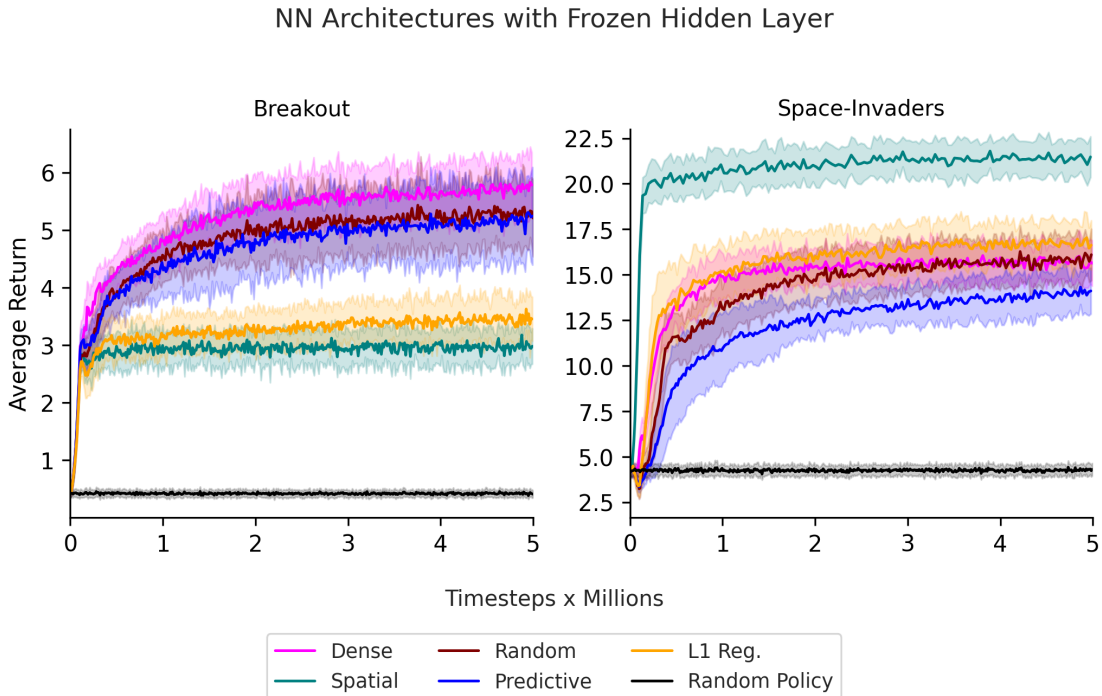 NN Architectures with Frozen Hidden Layer
Breakout
Space-Invaders
Average Return
6
5
4
3
2
1
0 1 2 3 4 5
22.5
20.0
17.5
15.0
12.5
10.0
7.5
5.0
2.5
0 1 2 3 4 5
Timesteps x Millions
Dense Random L1 Reg.
Spatial Predictive Random Policy